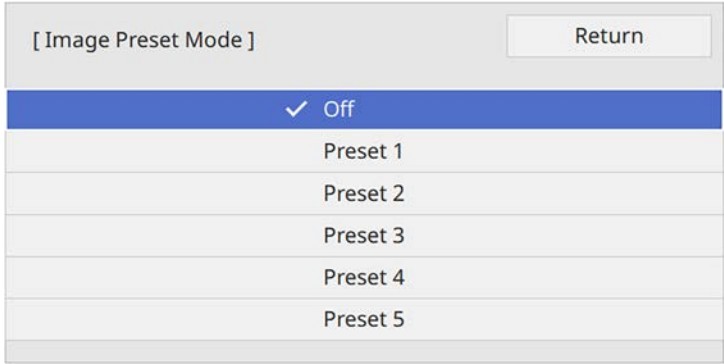 [ Image Preset Mode ]
Return
Off
Preset 1
Preset 2
Preset 3
Preset 4
Preset 5